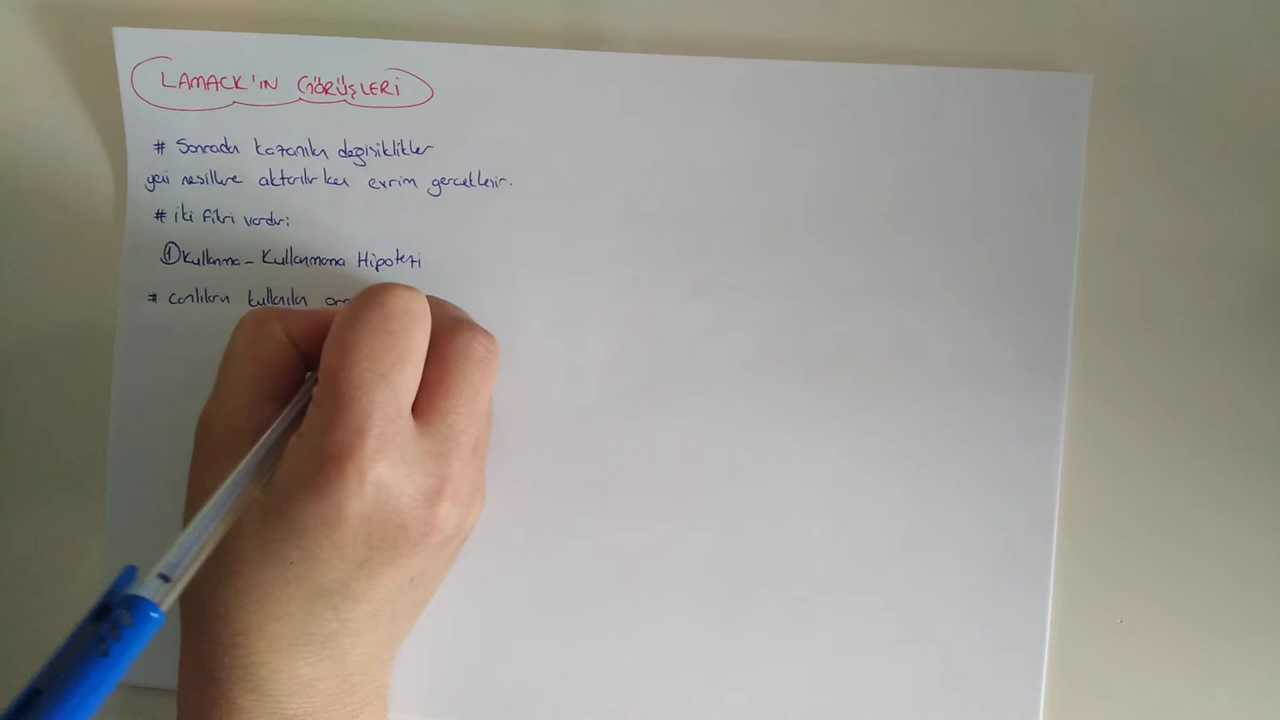 LAMACK'IN GÖRÜŞLERİ
# Sonradan kazanılan değişiklikler
yeni nesillere aktarılırken evrim gerçekleşir.
# iki fikri vardır;
① Kullanma - Kullanmama Hipotezi
# canlıların kullanılan